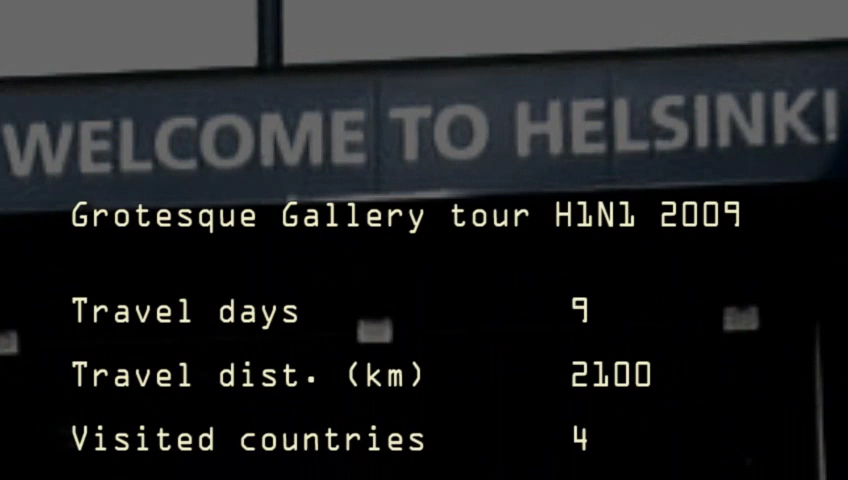 WELCOME TO HELSINKI!
Grotesque Gallery tour H1N1 2009
Travel days 9
Travel dist. (km) 2100
Visited countries 4